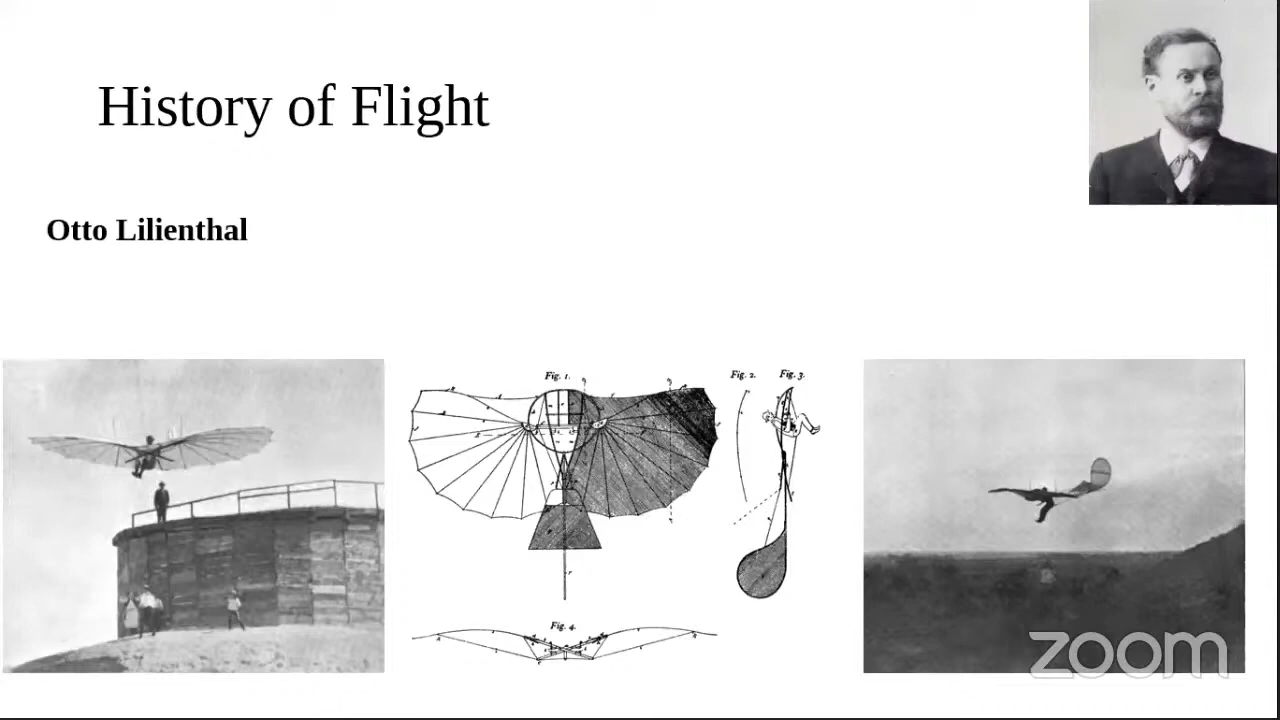 History of Flight
Otto Lilienthal
Fig. 1.
Fig. 2.
Fig. 3.
Fig. 4.
zoom